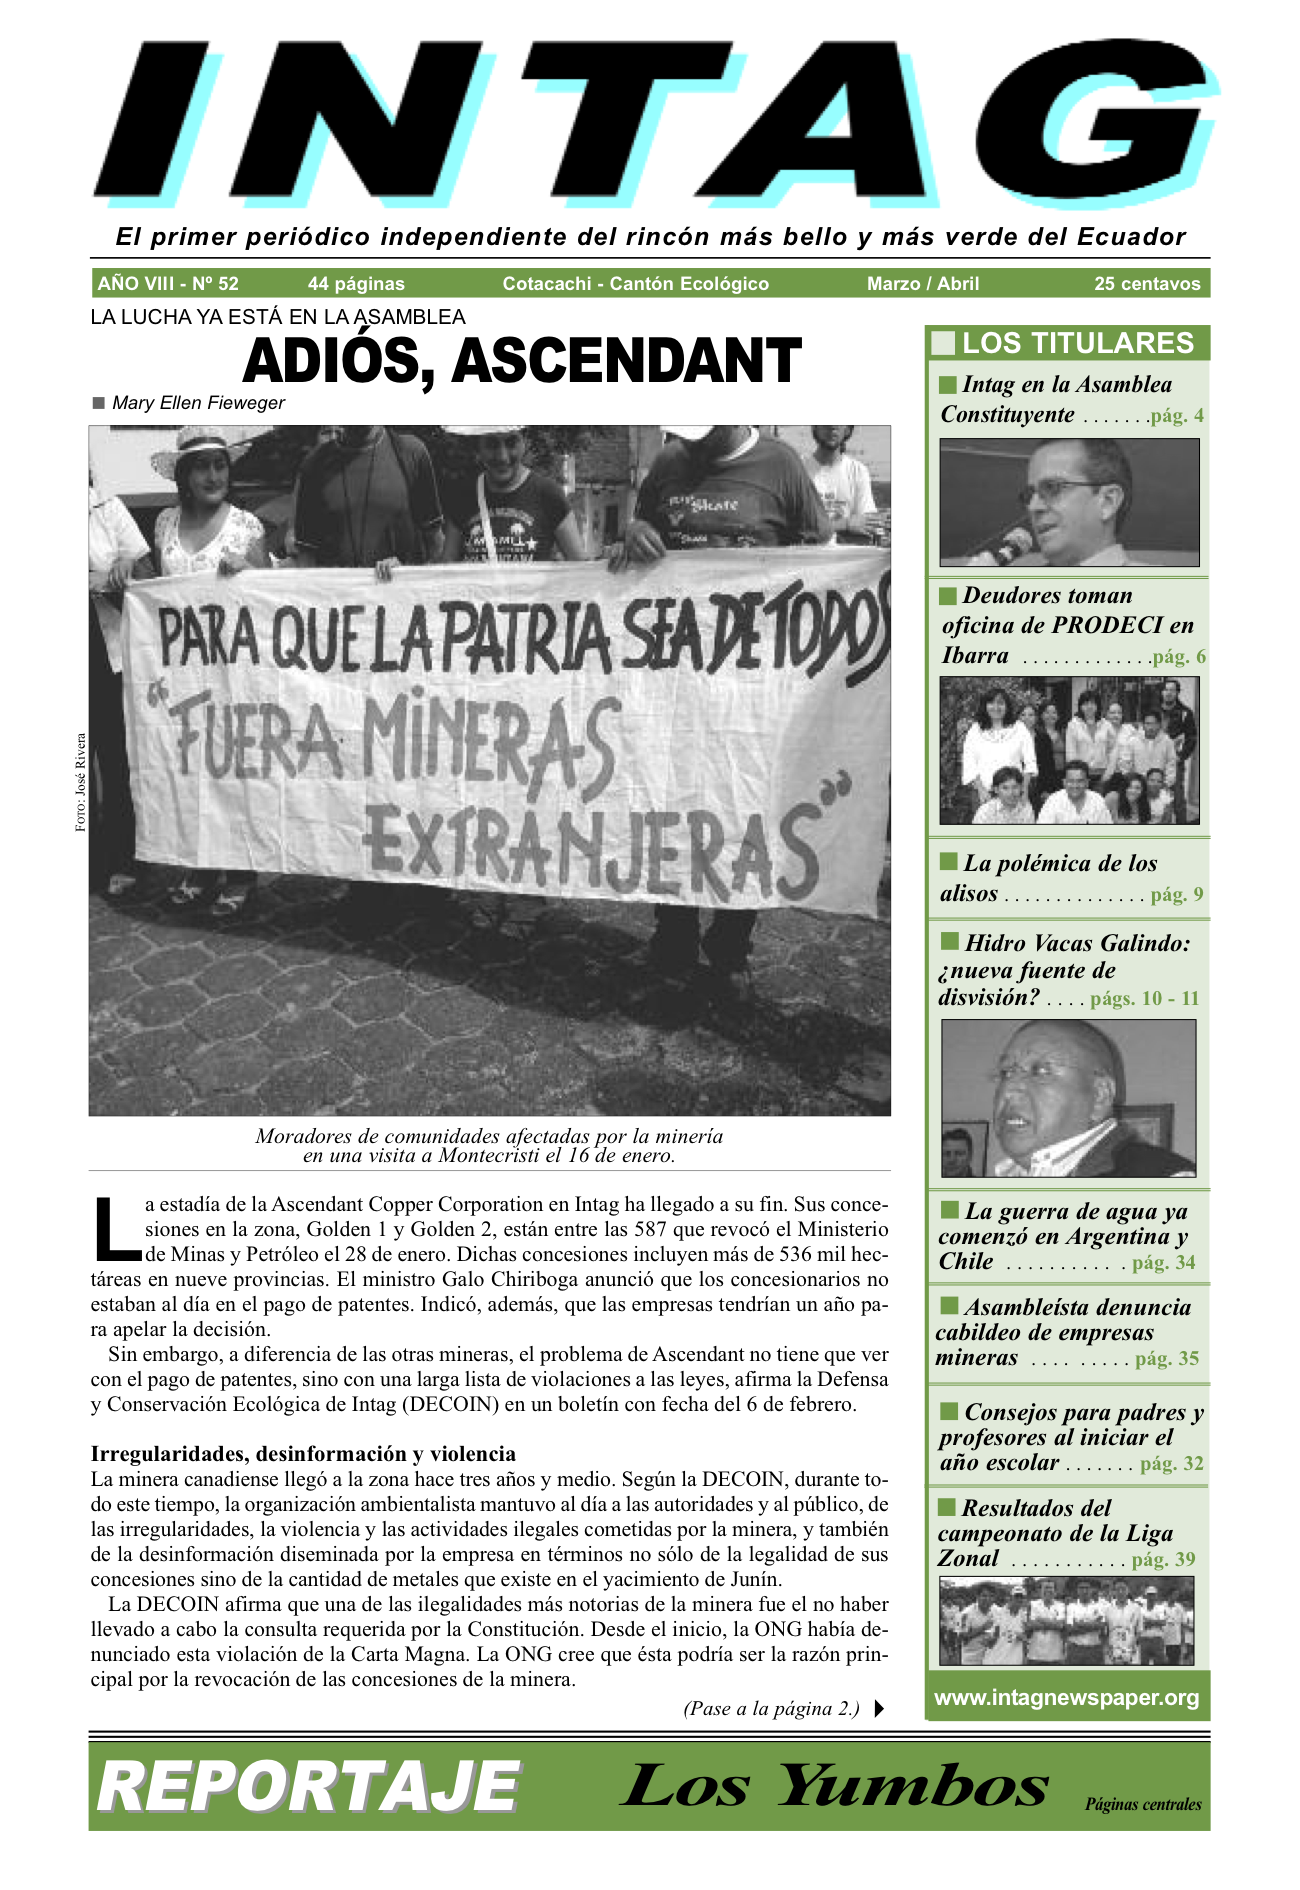 INTAG
El primer periódico independiente del rincón más bello y más verde del Ecuador
AÑO VIII - Nº 52 44 páginas Cotacachi - Cantón Ecológico Marzo / Abril 25 centavos
LA LUCHA YA ESTÁ EN LA ASAMBLEA
ADIÓS, ASCENDANT
Mary Ellen Fieweger
RIP Skate
Skate
MIAMI
PARA QUE LA PATRIA SEA DE TODOS
"FUERA MINERAS
EXTRANJERAS"
FOTO: José Rivera
Moradores de comunidades afectadas por la minería
en una visita a Montecristi el 16 de enero.
La estadía de la Ascendant Copper Corporation en Intag ha llegado a su fin. Sus conce-
siones en la zona, Golden 1 y Golden 2, están entre las 587 que revocó el Ministerio
de Minas y Petróleo el 28 de enero. Dichas concesiones incluyen más de 536 mil hec-
táreas en nueve provincias. El ministro Galo Chiriboga anunció que los concesionarios no
estaban al día en el pago de patentes. Indicó, además, que las empresas tendrían un año pa-
ra apelar la decisión.
Sin embargo, a diferencia de las otras mineras, el problema de Ascendant no tiene que ver
con el pago de patentes, sino con una larga lista de violaciones a las leyes, afirma la Defensa
y Conservación Ecológica de Intag (DECOIN) en un boletín con fecha del 6 de febrero.
Irregularidades, desinformación y violencia
La minera canadiense llegó a la zona hace tres años y medio. Según la DECOIN, durante to-
do este tiempo, la organización ambientalista mantuvo al día a las autoridades y al público, de
las irregularidades, la violencia y las actividades ilegales cometidas por la minera, y también
de la desinformación diseminada por la empresa en términos no sólo de la legalidad de sus
concesiones sino de la cantidad de metales que existe en el yacimiento de Junín.
La DECOIN afirma que una de las ilegalidades más notorias de la minera fue el no haber
llevado a cabo la consulta requerida por la Constitución. Desde el inicio, la ONG había de-
nunciado esta violación de la Carta Magna. La ONG cree que ésta podría ser la razón prin-
cipal por la revocación de las concesiones de la minera.
(Pase a la página 2.)
LOS TITULARES
Intag en la Asamblea
Constituyente . . . . . . .pág. 4
Deudores toman
oficina de PRODECI en
Ibarra . . . . . . . . . . . . .pág. 6
La polémica de los
alisos . . . . . . . . . . . . . . pág. 9
Hidro Vacas Galindo:
¿nueva fuente de
disvisión? . . . . págs. 10 - 11
La guerra de agua ya
comenzó en Argentina y
Chile . . . . . . . . . . . pág. 34
Asambleísta denuncia
cabildeo de empresas
mineras . . . . . . . . . pág. 35
Consejos para padres y
profesores al iniciar el
año escolar . . . . . . . pág. 32
Resultados del
campeonato de la Liga
Zonal . . . . . . . . . . . pág. 39
www.intagnewspaper.org
REPORTAJE Los Yumbos Páginas centrales